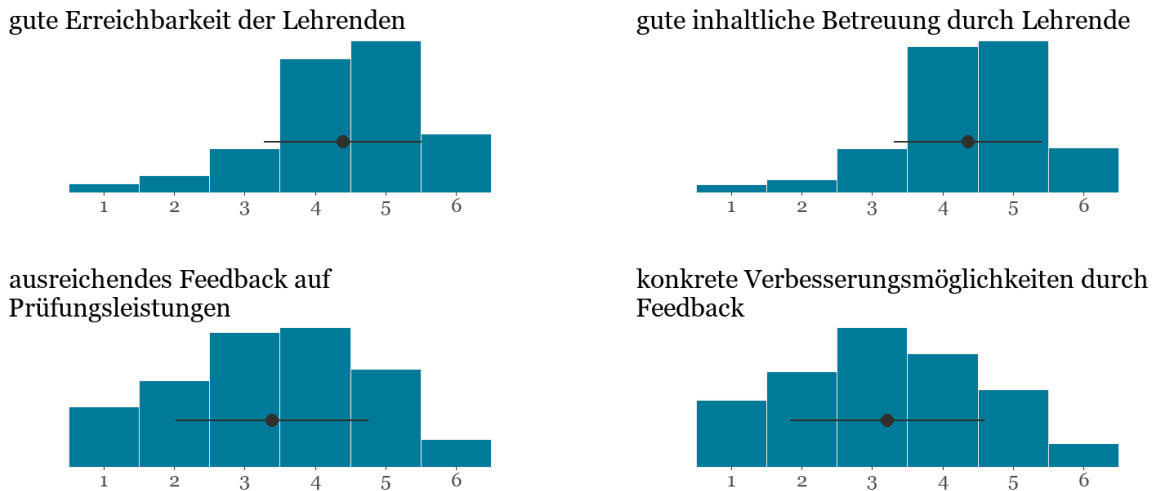 gute Erreichbarkeit der Lehrenden
1 2 3 4 5 6
gute inhaltliche Betreuung durch Lehrende
1 2 3 4 5 6
ausreichendes Feedback auf
Prüfungsleistungen
1 2 3 4 5 6
konkrete Verbesserungsmöglichkeiten durch
Feedback
1 2 3 4 5 6